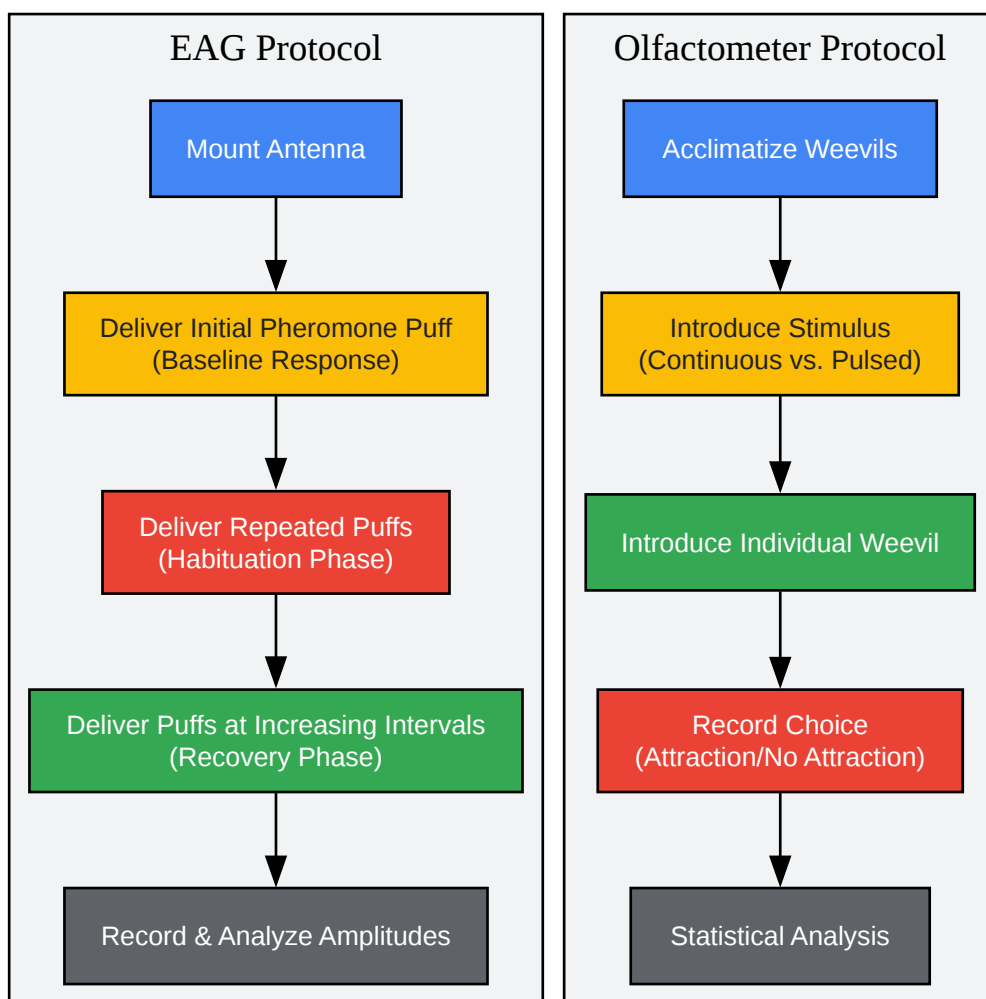 EAG Protocol
Mount Antenna
Deliver Initial Pheromone Puff
(Baseline Response)
Deliver Repeated Puffs
(Habituation Phase)
Deliver Puffs at Increasing Intervals
(Recovery Phase)
Record & Analyze Amplitudes
Olfactometer Protocol
Acclimatize Weevils
Introduce Stimulus
(Continuous vs. Pulsed)
Introduce Individual Weevil
Record Choice
(Attraction/No Attraction)
Statistical Analysis